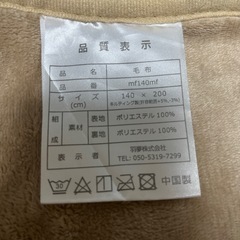 品質表示
品名 毛布
品番 mf140mf
サイズ(cm) 140 × 200
組成 素材 表地 ポリエステル 100%
裏地 ポリエステル 100%
表示者 羽夢株式会社
TEL: 050-5319-7299
中国製